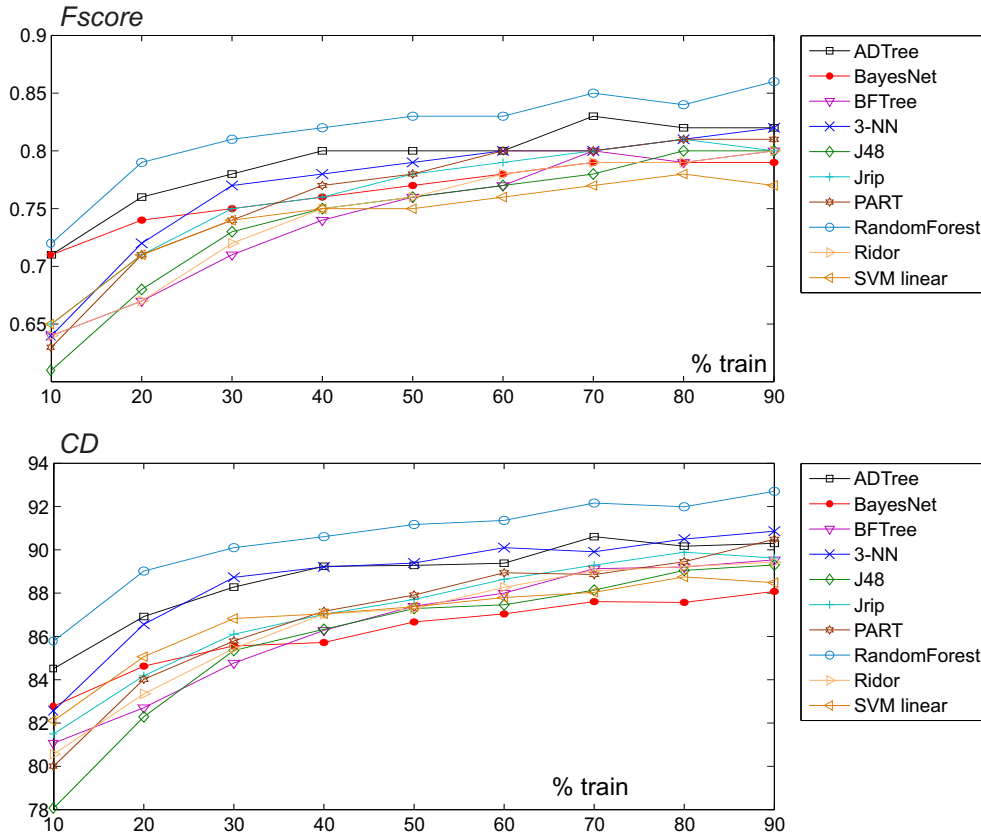 Fscore
0.9
0.85
0.8
0.75
0.7
0.65
10 20 30 40 50 60 70 80 90
% train
ADTree
BayesNet
BFTree
3-NN
J48
Jrip
PART
RandomForest
Ridor
SVM linear
CD
94
92
90
88
86
84
82
80
78
10 20 30 40 50 60 70 80 90
% train
ADTree
BayesNet
BFTree
3-NN
J48
Jrip
PART
RandomForest
Ridor
SVM linear